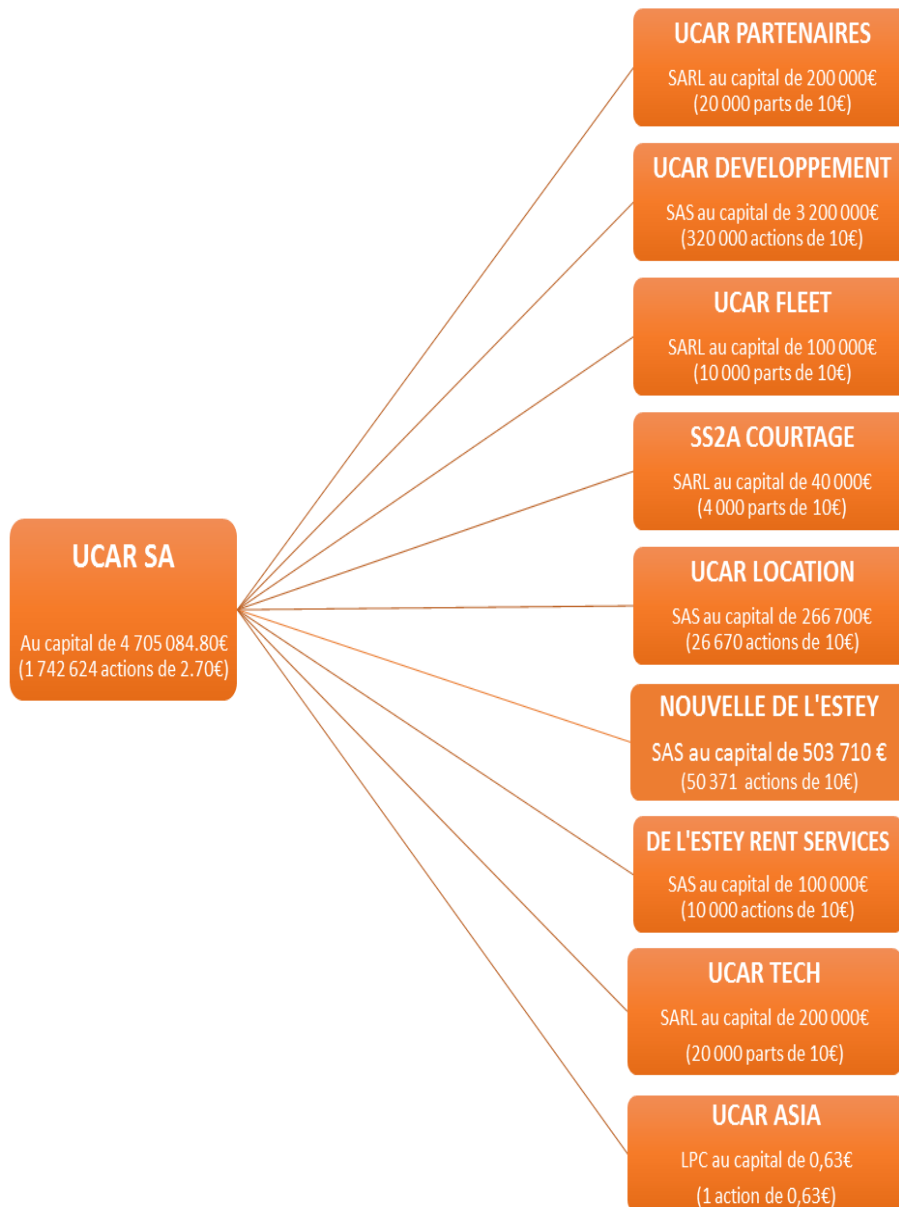 UCAR PARTENAIRES
SARL au capital de 200 000€
(20 000 parts de 10€)
UCAR DEVELOPPEMENT
SAS au capital de 3 200 000€
(320 000 actions de 10€)
UCAR FLEET
SARL au capital de 100 000€
(10 000 parts de 10€)
SS2A COURTAGE
SARL au capital de 40 000€
(4 000 parts de 10€)
UCAR SA
Au capital de 4 705 084.80€
(1 742 624 actions de 2.70€)
UCAR LOCATION
SAS au capital de 266 700€
(26 670 actions de 10€)
NOUVELLE DE L'ESTEY
SAS au capital de 503 710 €
(50 371 actions de 10€)
DE L'ESTEY RENT SERVICES
SAS au capital de 100 000€
(10 000 actions de 10€)
UCAR TECH
SARL au capital de 200 000€
(20 000 parts de 10€)
UCAR ASIA
LPC au capital de 0,63€
(1 action de 0,63€)